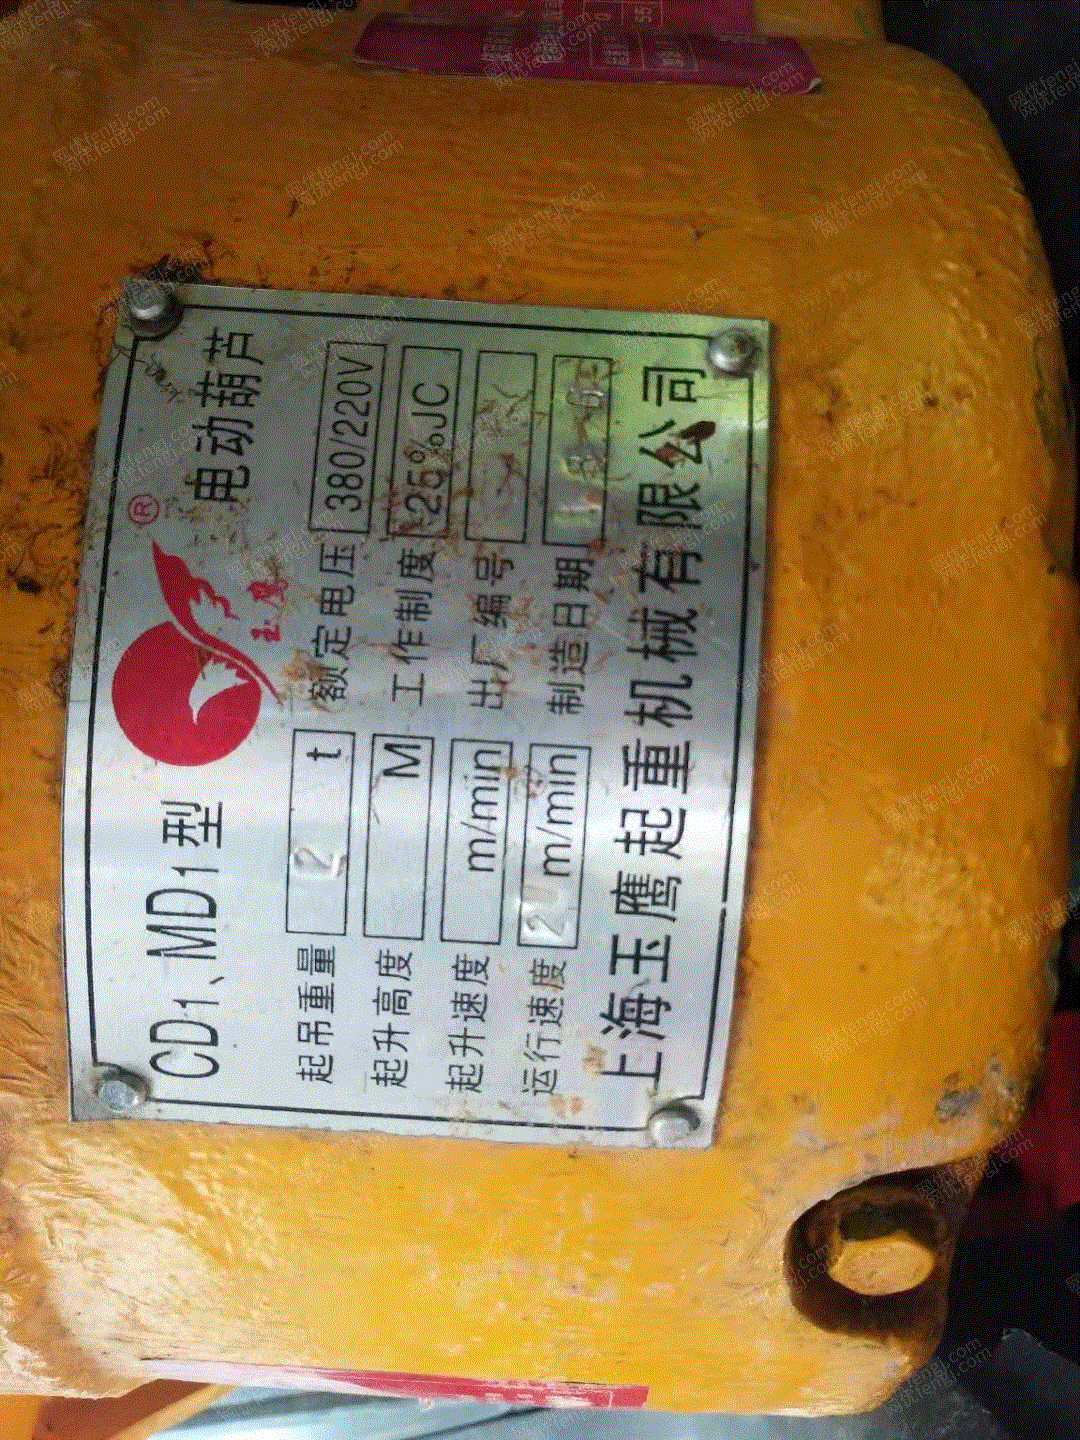 CD1、MD1型 玉鹰 ® 电动葫芦
起吊重量 2 t 额定电压 380/220V
起升高度 M 工作制度 25%JC
起升速度 m/min 出厂编号
运行速度 20 m/min 制造日期
上海玉鹰起重机械有限公司